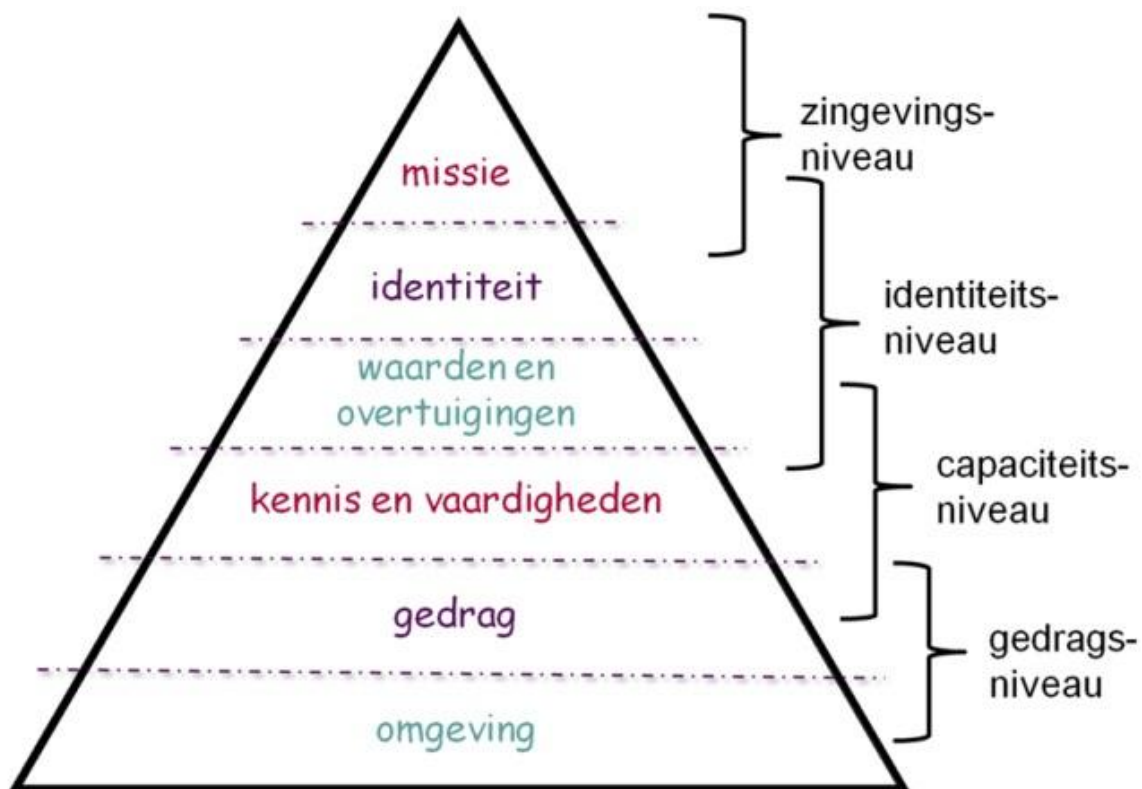 missie
identiteit
waarden en
overtuigingen
kennis en vaardigheden
gedrag
omgeving
zingevings-
niveau
identiteits-
niveau
capaciteits-
niveau
gedrags-
niveau